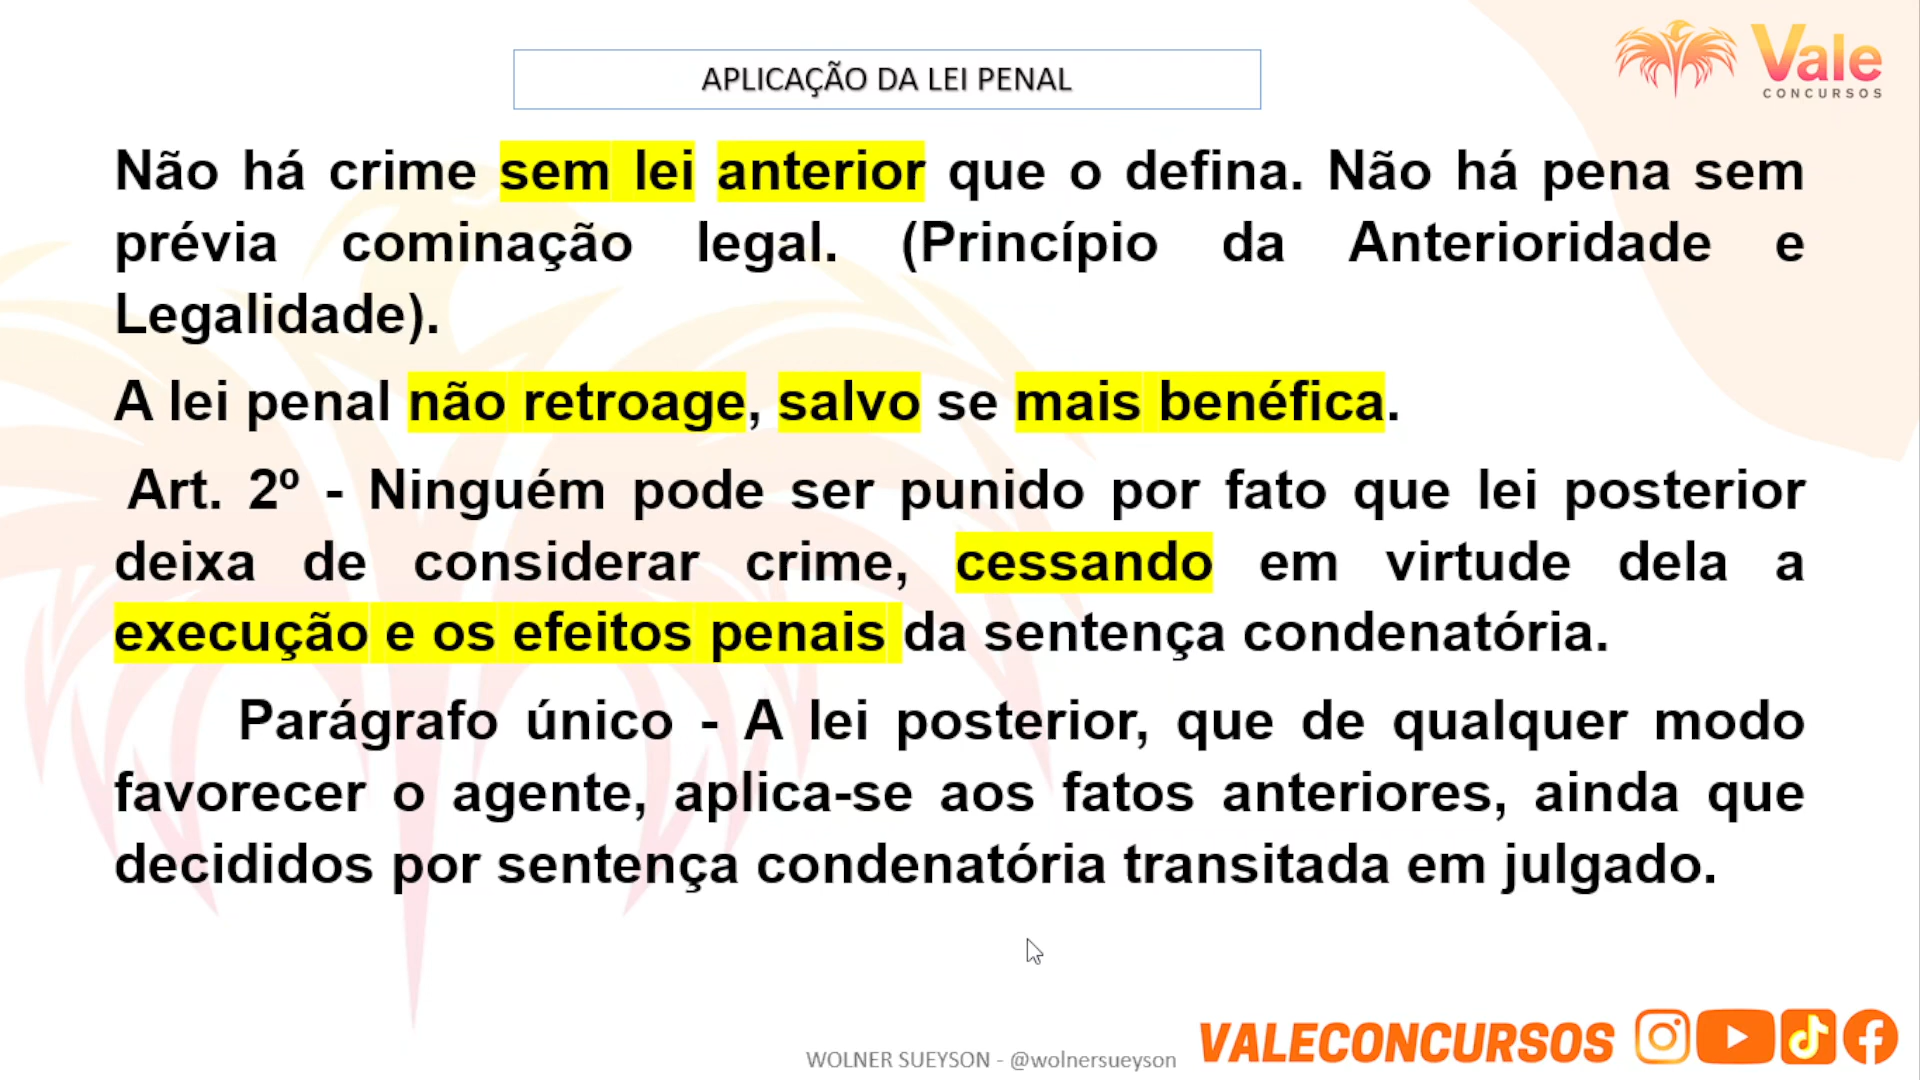 APLICAÇÃO DA LEI PENAL
Vale
CONCURSOS
Não há crime sem lei anterior que o defina. Não há pena sem
prévia cominação legal. (Princípio da Anterioridade e
Legalidade).
A lei penal não retroage, salvo se mais benéfica.
Art. 2º - Ninguém pode ser punido por fato que lei posterior
deixa de considerar crime, cessando em virtude dela a
execução e os efeitos penais da sentença condenatória.
Parágrafo único - A lei posterior, que de qualquer modo
favorecer o agente, aplica-se aos fatos anteriores, ainda que
decididos por sentença condenatória transitada em julgado.
WOLNER SUEYSON - @wolnersueyson
VALECONCURSOS